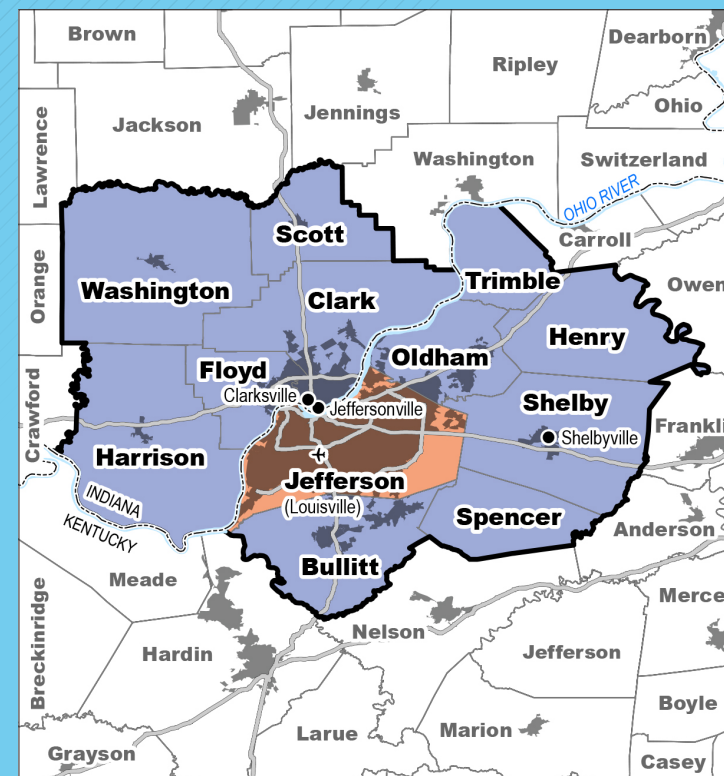 Brown
Dearborn
Ripley
Ohio
Lawrence
Jackson
Jennings
Washington
Switzerland
OHIO RIVER
Scott
Carroll
Orange
Washington
Trimble
Owen
Clark
Henry
Floyd
Oldham
Clarksville
Jeffersonville
Shelby
Crawford
Shelbyville
Frankli
Harrison
Jefferson
(Louisville)
INDIANA
KENTUCKY
Spencer
Anderson
Bullitt
Meade
Merce
Breckinridge
Nelson
Hardin
Jefferson
Boyle
Larue
Marion
Grayson
Casey